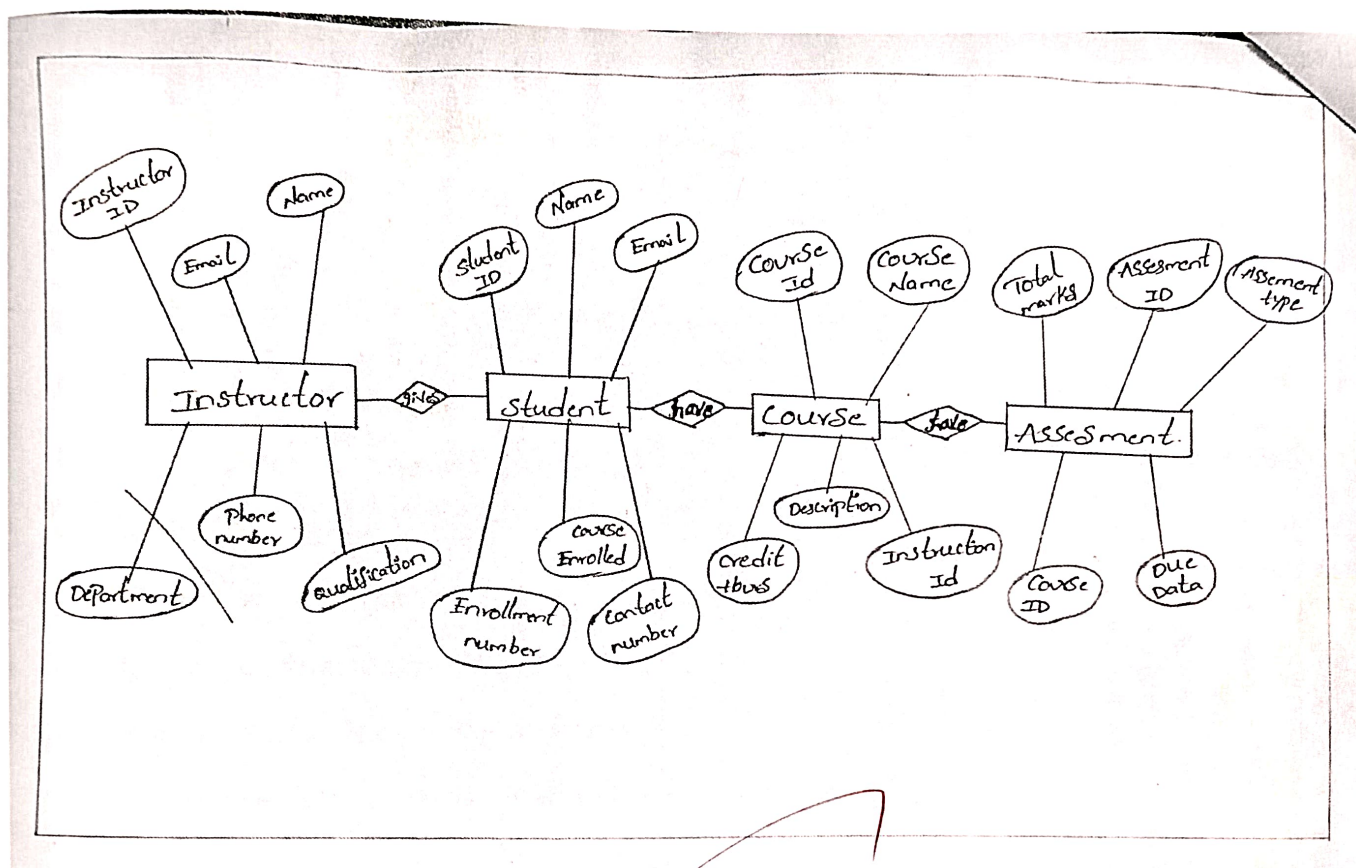 Instructor
ID
Email
Name
Instructor
Department
Phone
number
Qualification
gives
Student
ID
Name
Email
Student
Enrollment
number
Course
Enrolled
Contact
number
have
Course
Id
Course
Name
Course
Credit
Description
Instruction
Id
have
Total
marks
Assesment
ID
Assement
type
Assesment.
Course
ID
Due
Data